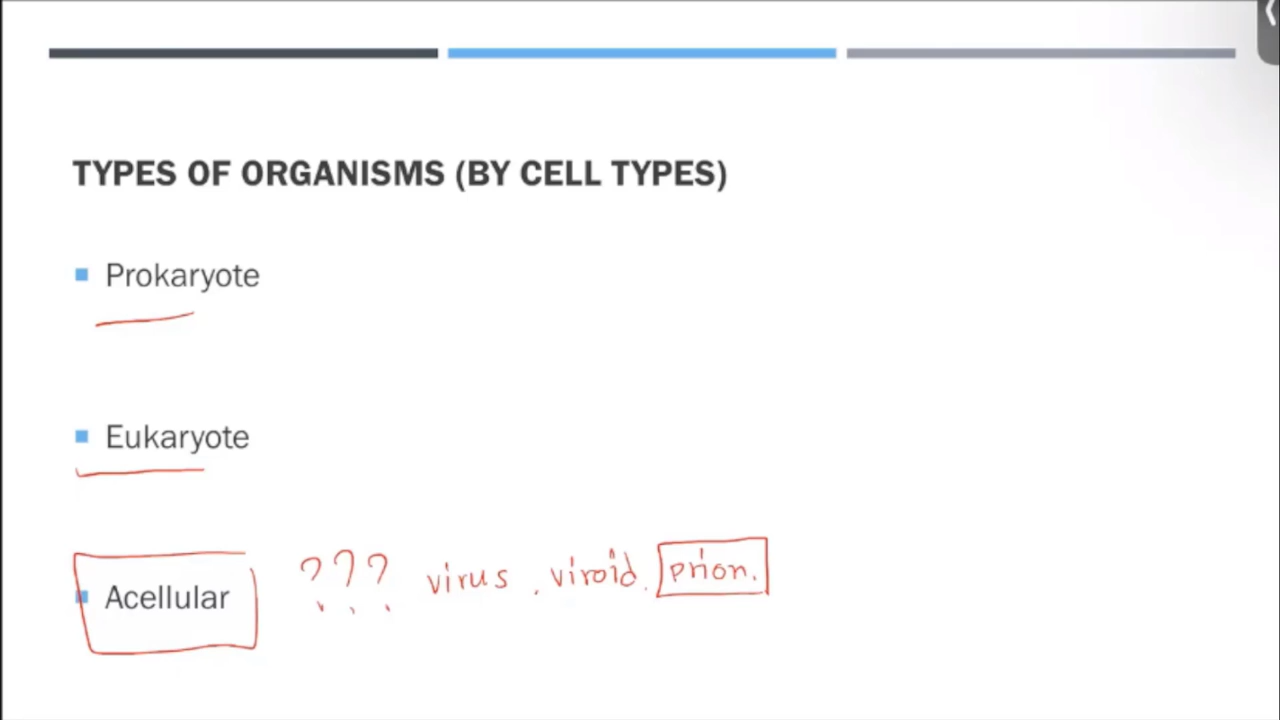 TYPES OF ORGANISMS (BY CELL TYPES)
Prokaryote
Eukaryote
Acellular ??? virus, viroid, prion.